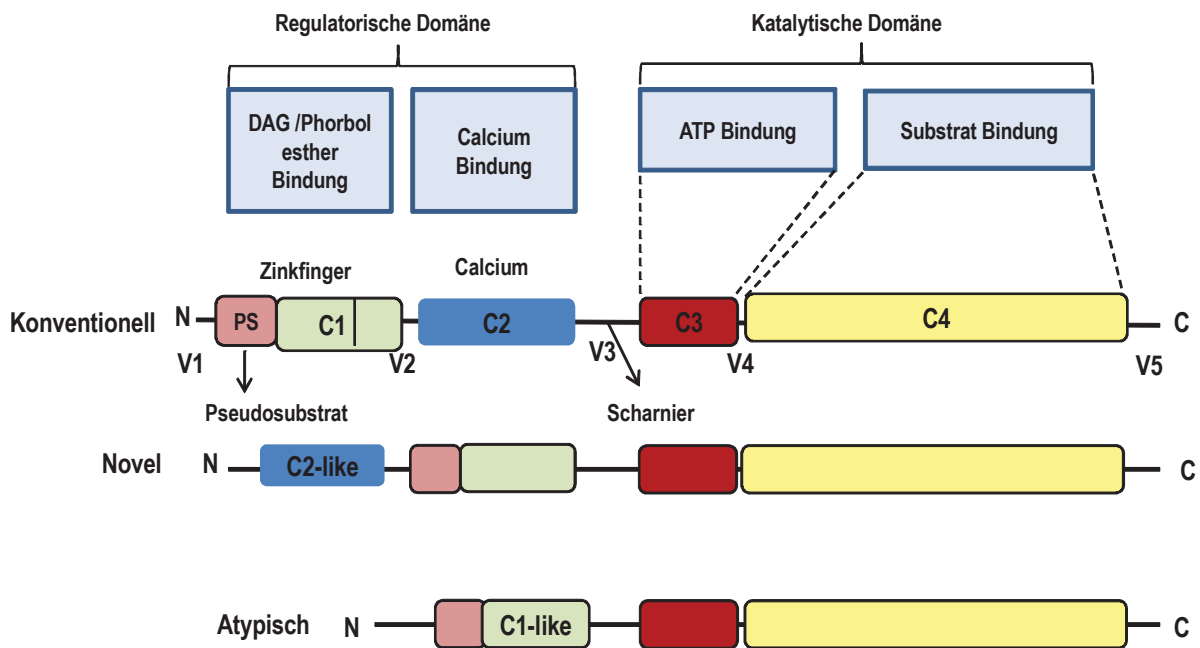 Regulatorische Domäne
Katalytische Domäne
DAG /Phorbol
esther
Bindung
Calcium
Bindung
ATP Bindung
Substrat Bindung
Zinkfinger
Calcium
Konventionell
N
PS
C1
C2
C3
C4
C
V1
V2
V3
V4
V5
Pseudosubstrat
Scharnier
Novel
N
C2-like
C
Atypisch
N
C1-like
C